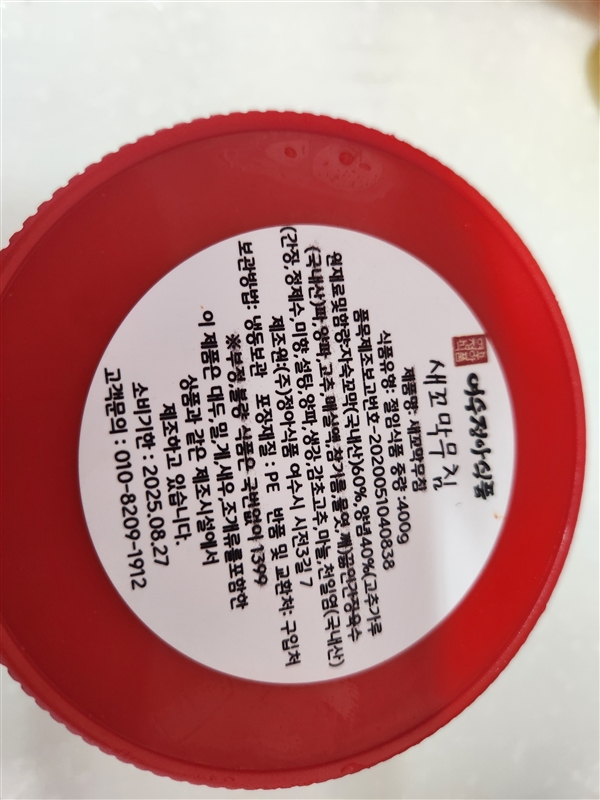 여수정아식품
새꼬막무침
제품명: 새꼬막무침
식품유형: 절임식품 중량:400g
품목제조보고번호-2020051040838
원재료및함량:자숙꼬막(국내산)60%,양념40%(고추가루
(국내산)파,양파,고추,매실액,참기름,물엿,깨)끓인간장육수
(간장,정제수,미향,설탕,양파,생강,감초고추,마늘,천일염(국내산)
제조원(주)정아식품 여수시 시전3길 7
보관방법: 냉동보관 포장재질: PE 반품 및 교환처: 구입처
※부정,불량 식품은 국번없이 1399
이 제품은 대두,밀,게,새우,조개류를포함한
상품과 같은 제조시설에서
제조하고 있습니다.
소비기한 : 2025.08.27
고객문의 : 010-8209-1912